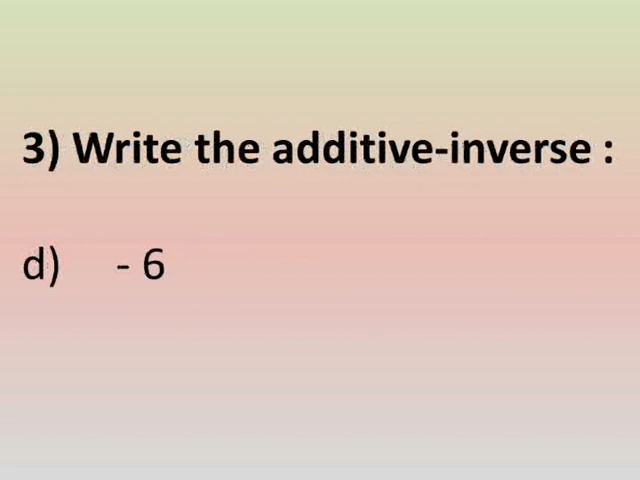 3) Write the additive-inverse :
d) - 6